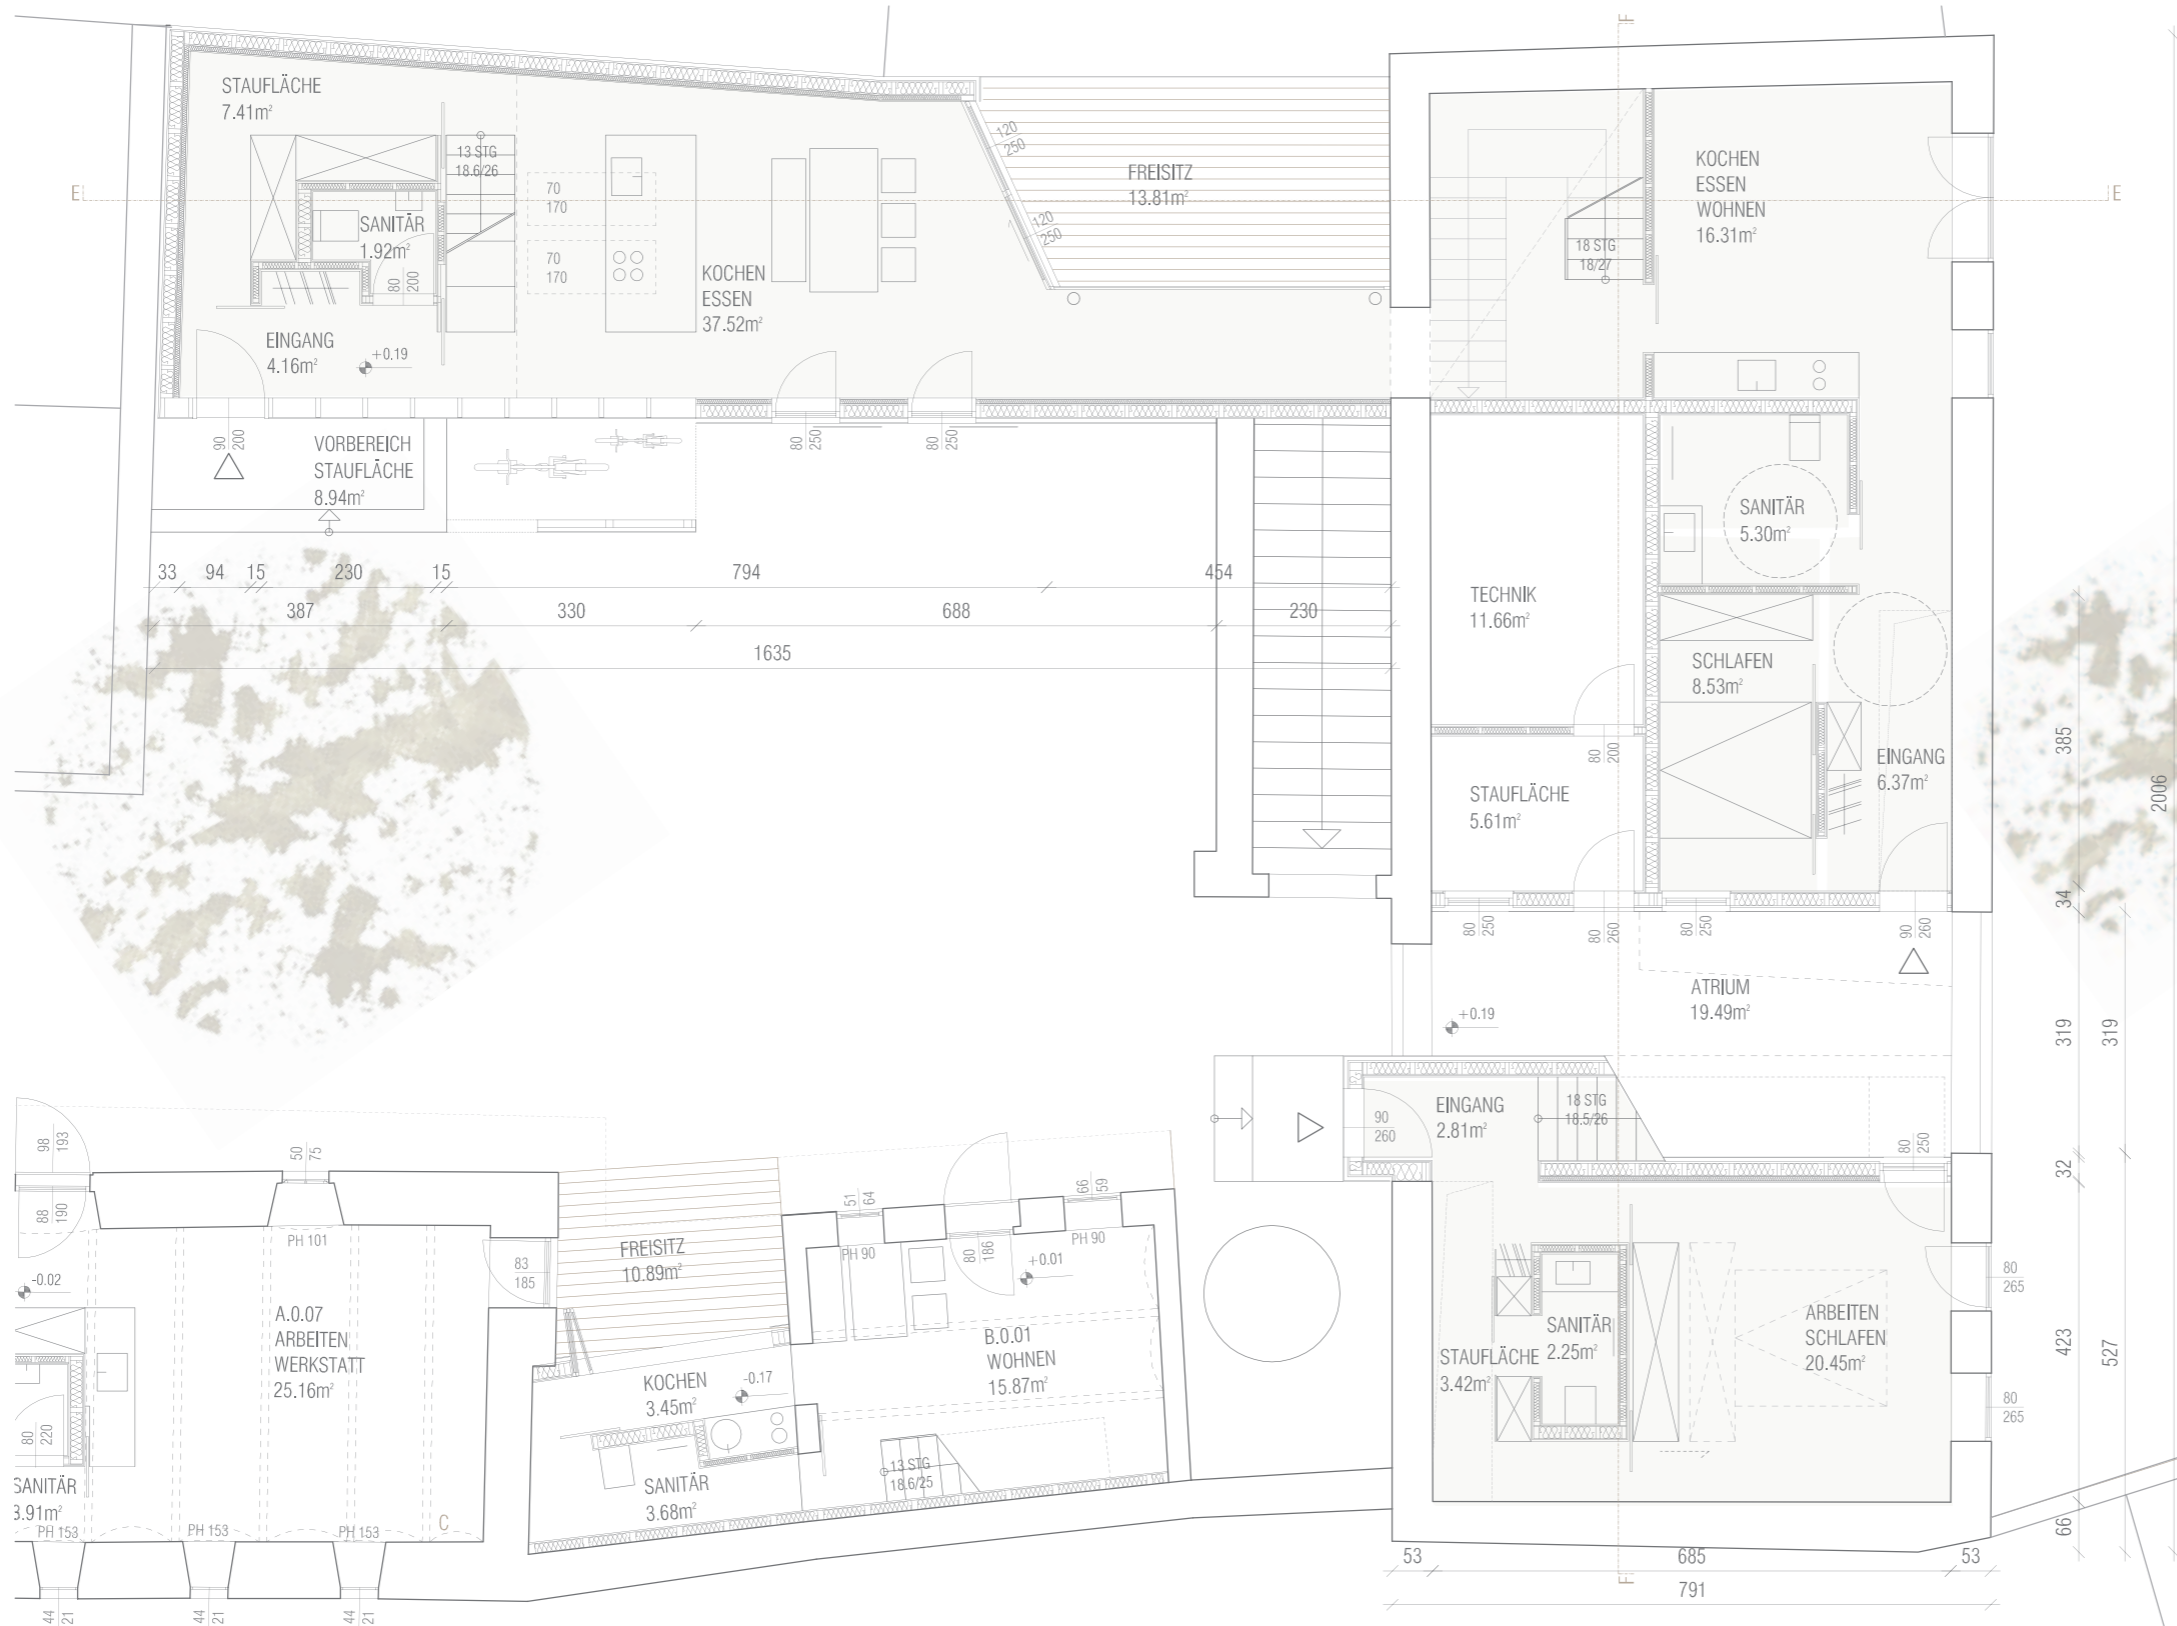 F
STAUFLÄCHE
7.41m²
13 STG
18.6/26
SANITÄR
1.92m²
80
200
70
170
70
170
KOCHEN
ESSEN
37.52m²
120
250
120
250
FREISITZ
13.81m²
KOCHEN
ESSEN
WOHNEN
16.31m²
18 STG
18/27
E
E
EINGANG
4.16m²
+0.19
90
200
VORBEREICH
STAUFLÄCHE
8.94m²
80
250
80
250
SANITÄR
5.30m²
33 94 15 230 15 794 454
387 330 688 230
1635
TECHNIK
11.66m²
SCHLAFEN
8.53m²
80
200
EINGANG
6.37m²
STAUFLÄCHE
5.61m²
385
2006
34
80
250
80
260
80
250
90
260
ATRIUM
19.49m²
+0.19
319
319
EINGANG
2.81m²
18 STG
18.5/26
90
260
80
250
32
98
193
88
190
50
75
PH 101
-0.02
83
185
A.0.07
ARBEITEN
WERKSTATT
25.16m²
FREISITZ
10.89m²
51
64
PH 90
80
186
66
59
PH 90
+0.01
B.0.01
WOHNEN
15.87m²
KOCHEN
3.45m²
-0.17
SANITÄR
3.68m²
13 STG
18.6/25
80
220
SANITÄR
3.91m²
PH 153
PH 153
PH 153
C
44
21
44
21
44
21
STAUFLÄCHE
3.42m²
SANITÄR
2.25m²
ARBEITEN
SCHLAFEN
20.45m²
80
265
80
265
423
527
66
53 685 53
791
F